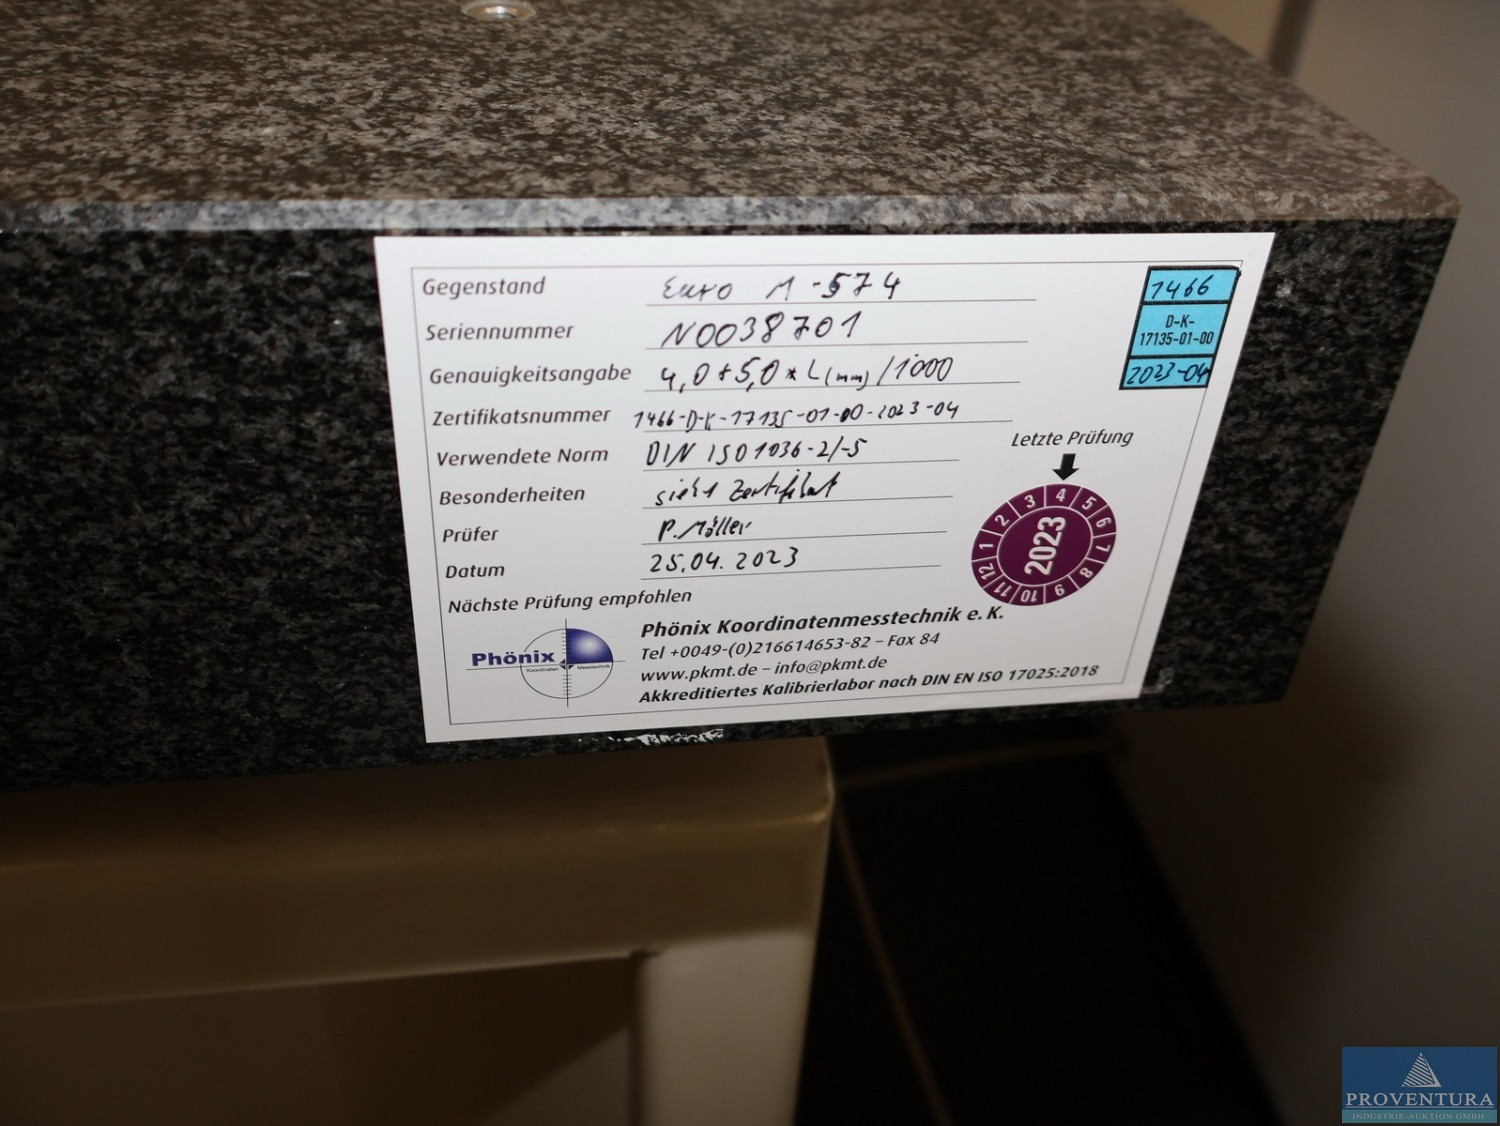 Gegenstand Euro M-574
Seriennummer N0038701
Genauigkeitsangabe 4,0+5,0*L(mm)/1000
Zertifikatsnummer 1466-D-K-17135-01-00-2023-04
Verwendete Norm DIN ISO1036-2/-5
Besonderheiten siehe Zertifikat
Prüfer P. Möller
Datum 25.04.2023
Nächste Prüfung empfohlen
1466
D-K-
17135-01-00
2023-04
Letzte Prüfung
1 2 3 4 5 6 7 8 9 10 11 12
2023
Phönix
Koordinaten Messtechnik
Phönix Koordinatenmesstechnik e. K.
Tel +0049-(0)216614653-82 – Fax 84
www.pkmt.de – info@pkmt.de
Akkreditiertes Kalibrierlabor nach DIN EN ISO 17025:2018
PROVENTURA
INDUSTRIE-AUKTION GMBH